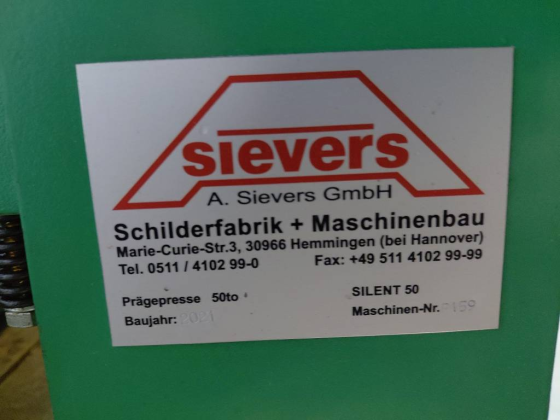 sievers
A. Sievers GmbH
Schilderfabrik + Maschinenbau
Marie-Curie-Str.3, 30966 Hemmingen (bei Hannover)
Tel. 0511 / 4102 99-0 Fax: +49 511 4102 99-99
Prägepresse 50to SILENT 50
Baujahr: Maschinen-Nr.